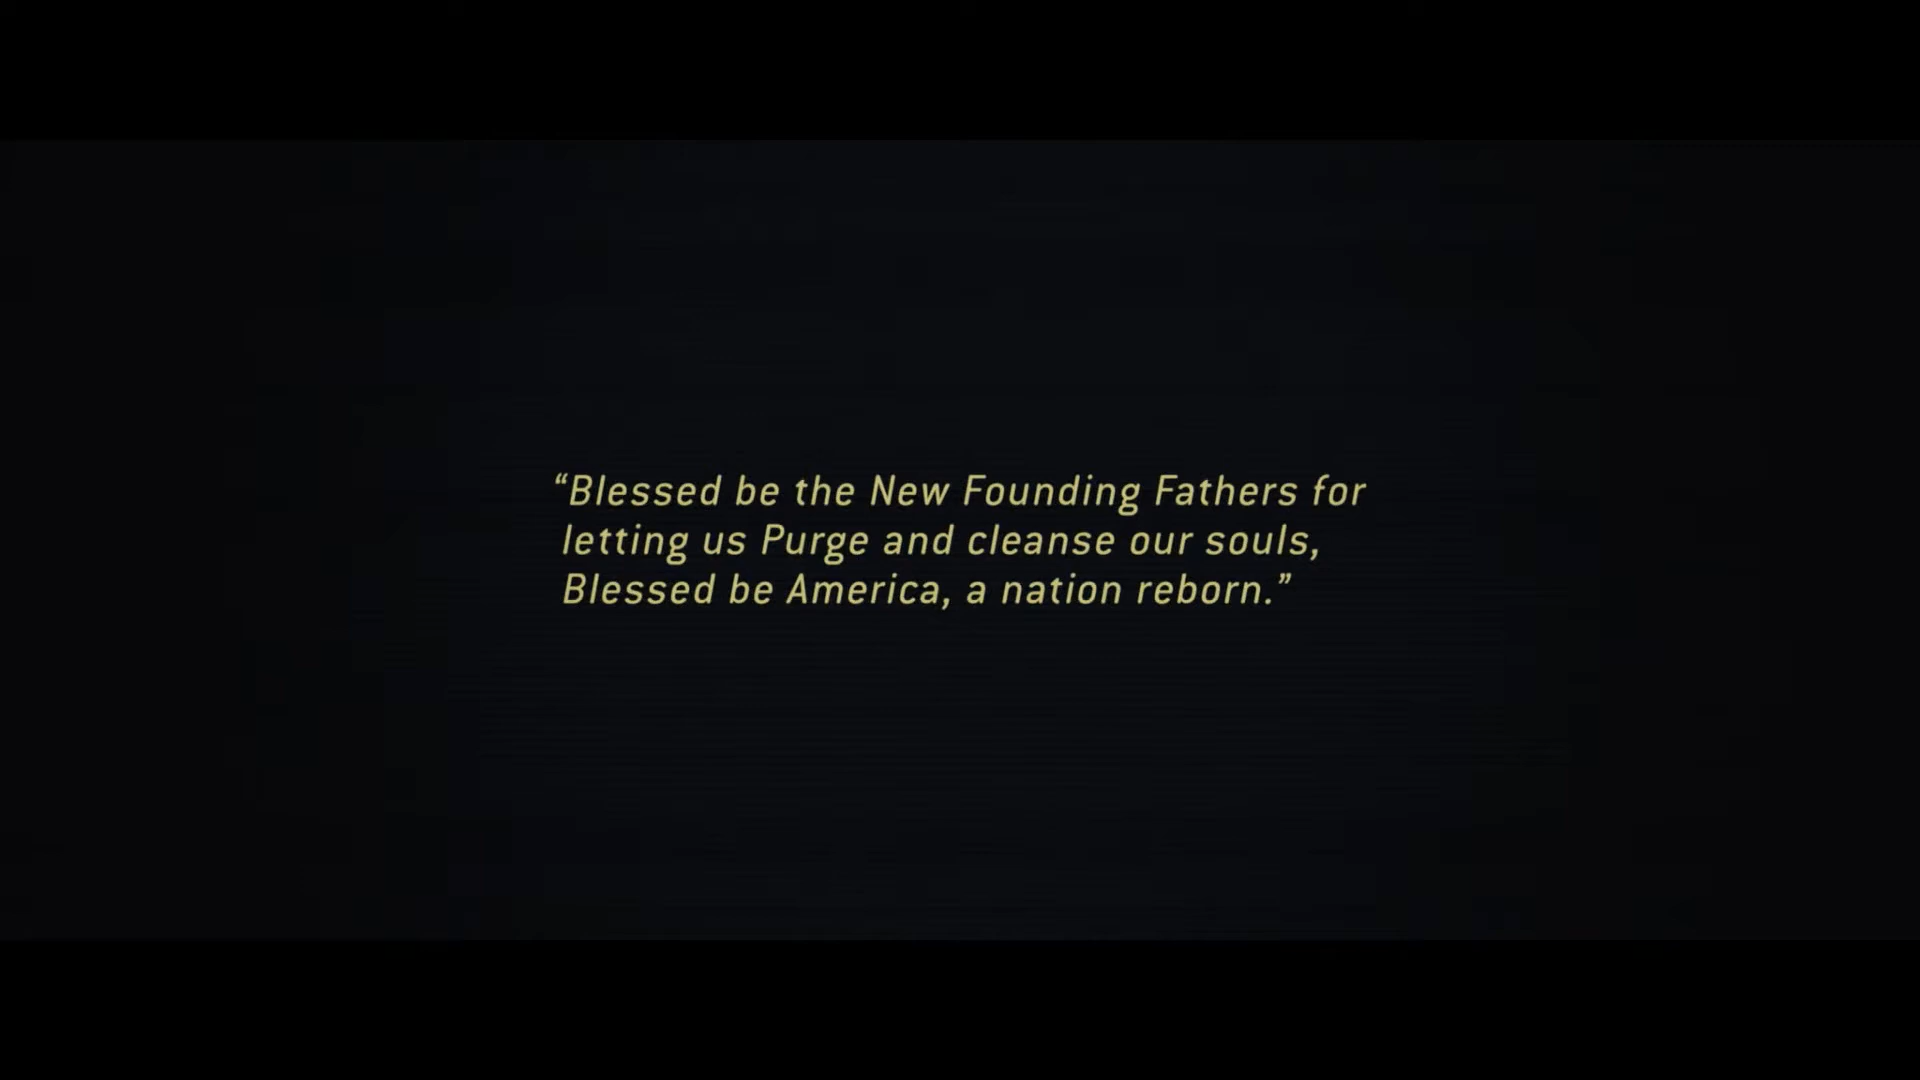 “Blessed be the New Founding Fathers for
letting us Purge and cleanse our souls,
Blessed be America, a nation reborn.”